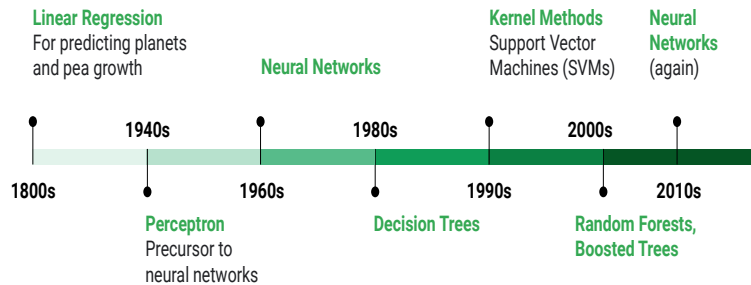 Linear Regression
For predicting planets
and pea growth
Neural Networks
Kernel Methods
Support Vector
Machines (SVMs)
Neural
Networks
(again)
1940s
1980s
2000s
1800s
1960s
1990s
2010s
Perceptron
Precursor to
neural networks
Decision Trees
Random Forests,
Boosted Trees